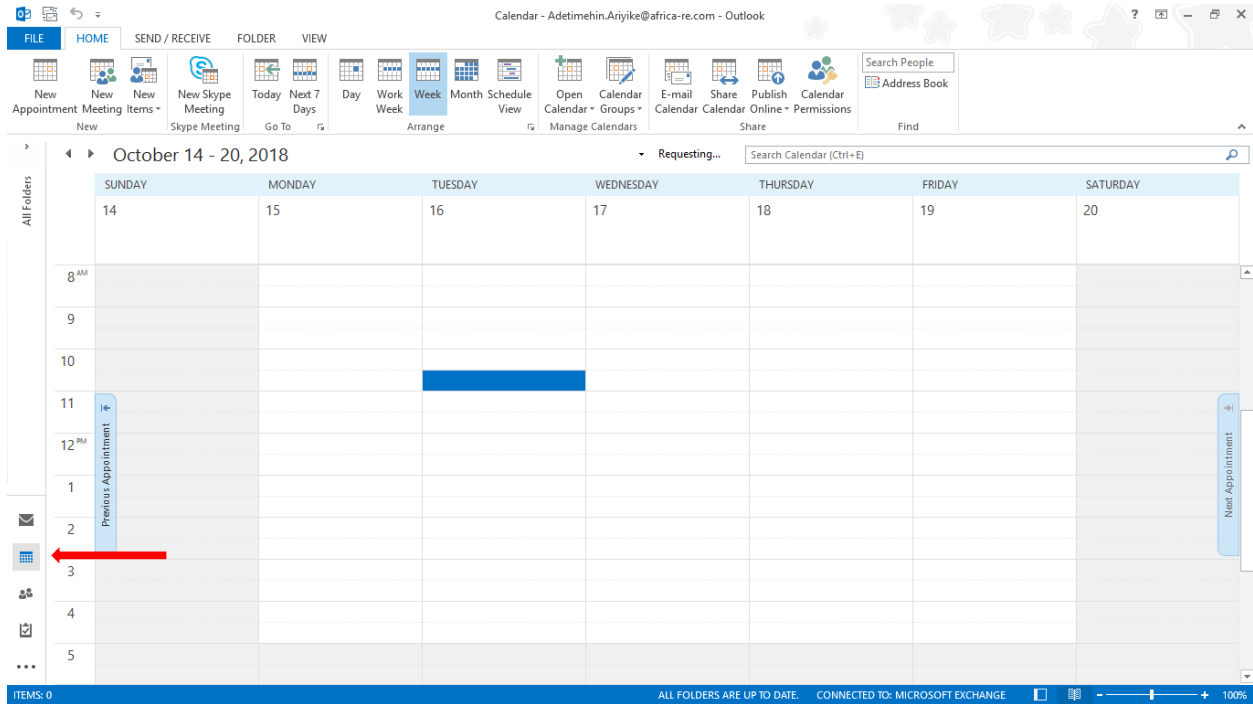 Calendar - Adetimehin.Ariyike@africa-re.com - Outlook
?
FILE HOME SEND / RECEIVE FOLDER VIEW
New Appointment
New Meeting
New Items
New
New Skype Meeting
Skype Meeting
Today
Next 7 Days
Go To
Day
Work Week
Week
Month
Schedule View
Arrange
Open Calendar
Calendar Groups
Manage Calendars
E-mail Calendar
Share Calendar
Publish Online
Calendar Permissions
Share
Search People
Address Book
Find
October 14 - 20, 2018
Requesting...
Search Calendar (Ctrl+E)
All Folders
SUNDAY MONDAY TUESDAY WEDNESDAY THURSDAY FRIDAY SATURDAY
14 15 16 17 18 19 20
8 AM
9
10
11
12 PM
1
2
3
4
5
Previous Appointment
Next Appointment
ITEMS: 0
ALL FOLDERS ARE UP TO DATE.
CONNECTED TO: MICROSOFT EXCHANGE
100%